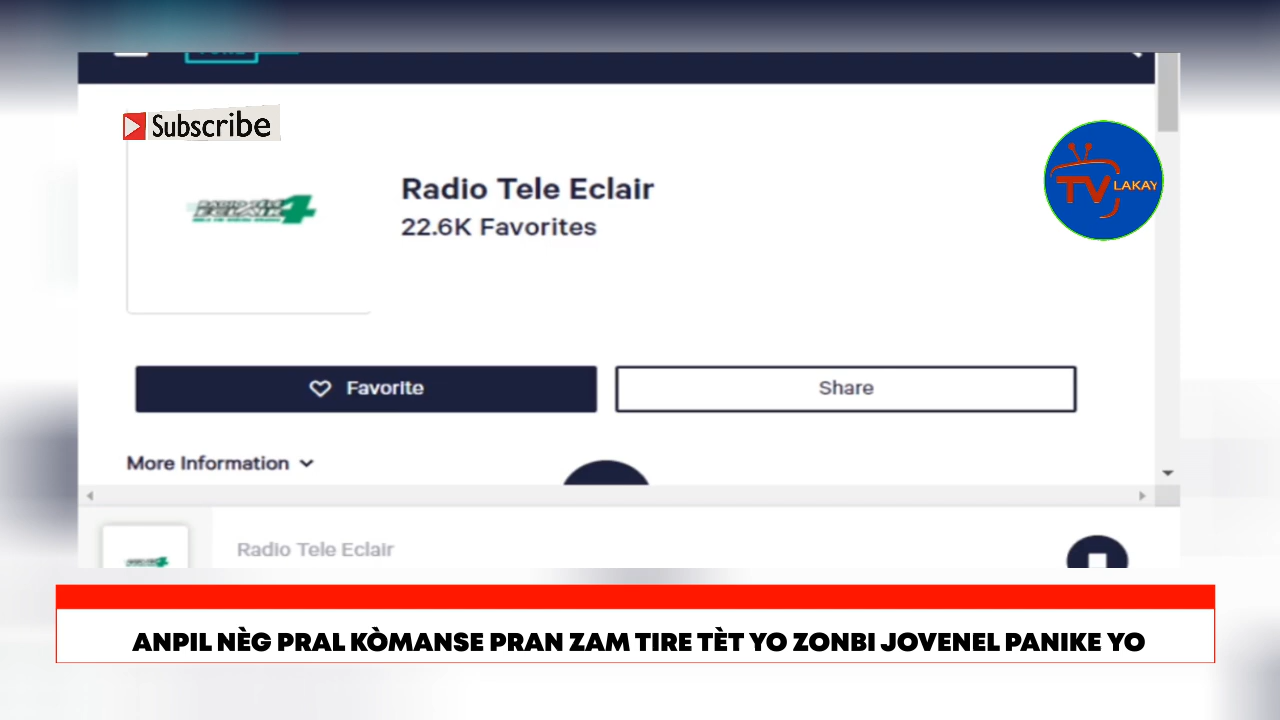 Subscribe
TV LAKAY
Radio Tele Eclair
22.6K Favorites
Favorite
Share
More Information
Radio Tele Eclair
ANPIL NÈG PRAL KÒMANSE PRAN ZAM TIRE TÈT YO ZONBI JOVENEL PANIKE YO